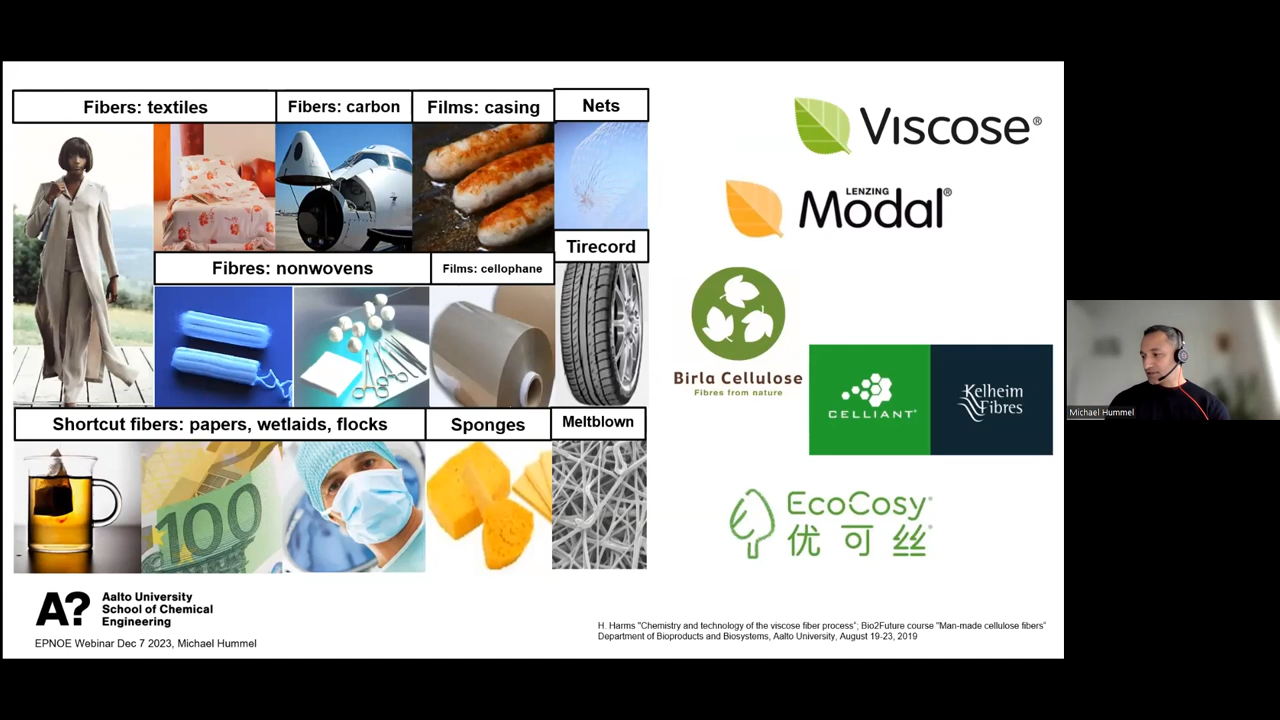 Fibers: textiles
Fibers: carbon
Films: casing
Nets
Tirecord
Fibres: nonwovens
Films: cellophane
Shortcut fibers: papers, wetlaids, flocks
Sponges
Meltblown
100
VISCOSE®
LENZING
Modal®
Birla Cellulose
Fibres from nature
CELLIANT®
Kelheim
Fibres
EcoCosy®
优可丝®
A?
Aalto University
School of Chemical
Engineering
EPNOE Webinar Dec 7 2023, Michael Hummel
H. Harms "Chemistry and technology of the viscose fiber process"; Bio2Future course "Man-made cellulose fibers"
Department of Bioproducts and Biosystems, Aalto University, August 19-23, 2019
Michael Hummel